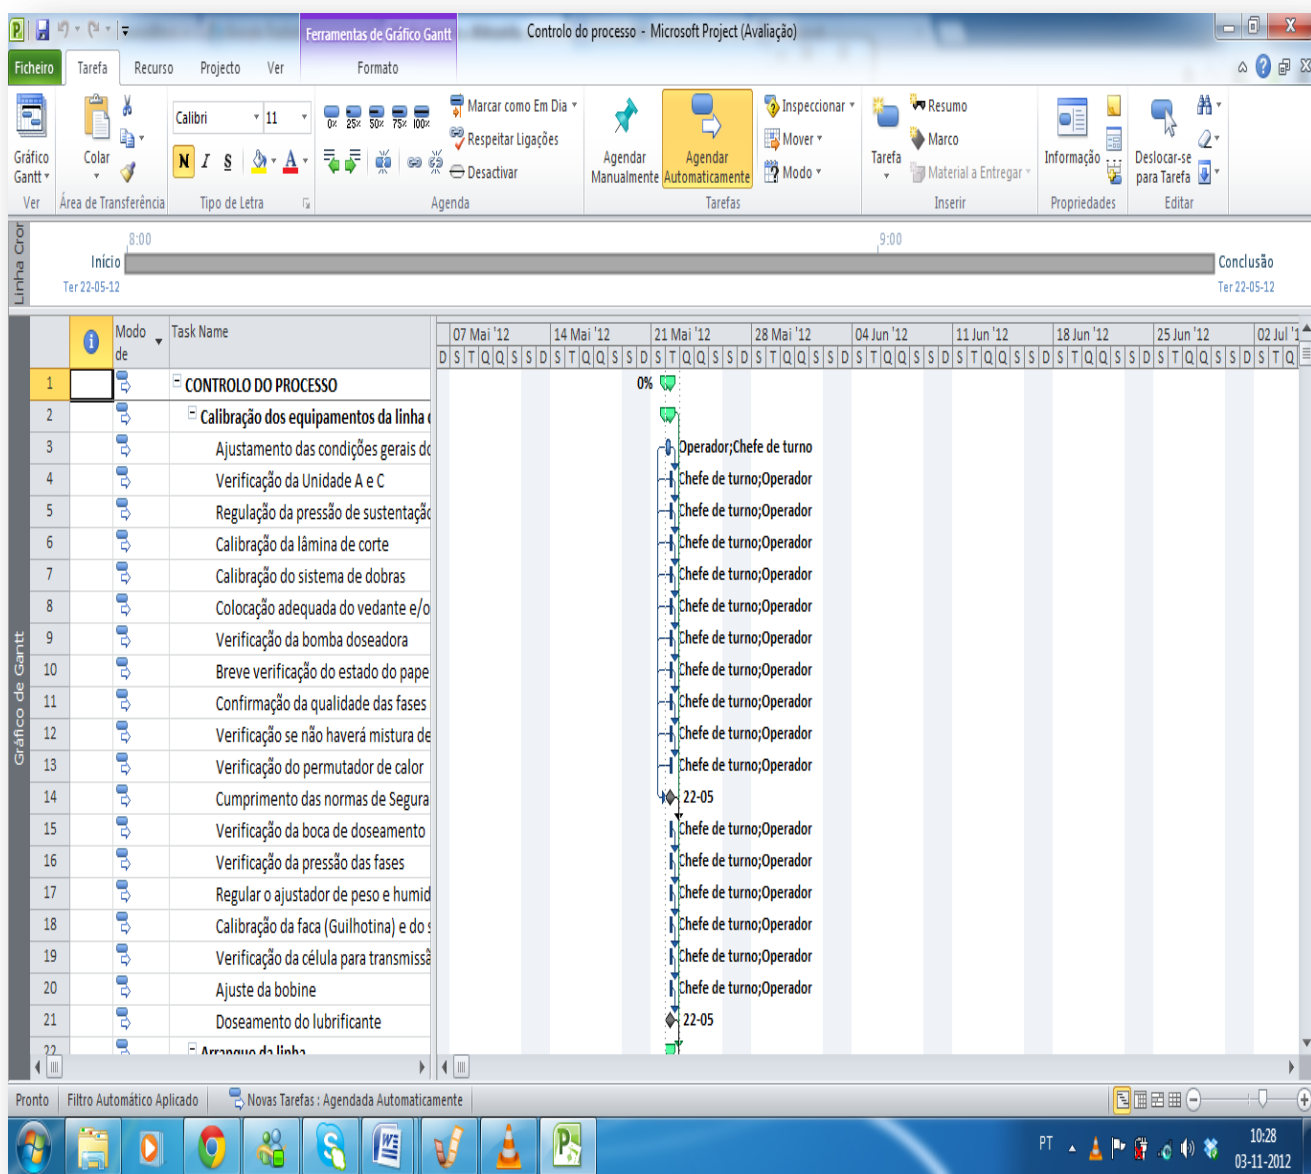 Ferramentas de Gráfico Gantt
Controlo do processo - Microsoft Project (Avaliação)
Ficheiro Tarefa Recurso Projecto Ver Formato
Calibri 11
0% 25% 50% 75% 100%
Marcar como Em Dia
Respeitar Ligações
Desactivar
Inspeccionar
Mover
Modo
Resumo
Marco
Material a Entregar
Gráfico Gantt
Colar
N I S A
Agendar Manualmente
Agendar Automaticamente
Tarefa
Informação
Deslocar-se para Tarefa
Ver Área de Transferência Tipo de Letra Agenda Tarefas Inserir Propriedades Editar
Linha Cror
8:00 9:00
Início Conclusão
Ter 22-05-12 Ter 22-05-12
Modo de Task Name
07 Mai '12 14 Mai '12 21 Mai '12 28 Mai '12 04 Jun '12 11 Jun '12 18 Jun '12 25 Jun '12 02 Jul '1
D S T Q Q S S D S T Q Q S S D S T Q Q S S D S T Q Q S S D S T Q Q S S D S T Q Q S S D S T Q Q S S D S T Q Q S S D S T Q
1 CONTROLO DO PROCESSO 0%
2 Calibração dos equipamentos da linha
3 Ajustamento das condições gerais do Operador;Chefe de turno
4 Verificação da Unidade A e C Chefe de turno;Operador
5 Regulação da pressão de sustentaçã Chefe de turno;Operador
6 Calibração da lâmina de corte Chefe de turno;Operador
7 Calibração do sistema de dobras Chefe de turno;Operador
8 Colocação adequada do vedante e/o Chefe de turno;Operador
9 Verificação da bomba doseadora Chefe de turno;Operador
10 Breve verificação do estado do pape Chefe de turno;Operador
11 Confirmação da qualidade das fases Chefe de turno;Operador
12 Verificação se não haverá mistura de Chefe de turno;Operador
13 Verificação do permutador de calor Chefe de turno;Operador
14 Cumprimento das normas de Segura 22-05
15 Verificação da boca de doseamento Chefe de turno;Operador
16 Verificação da pressão das fases Chefe de turno;Operador
17 Regular o ajustador de peso e humid Chefe de turno;Operador
18 Calibração da faca (Guilhotina) e do s Chefe de turno;Operador
19 Verificação da célula para transmissã Chefe de turno;Operador
20 Ajuste da bobine Chefe de turno;Operador
21 Doseamento do lubrificante 22-05
22 Arranque da linha
Gráfico de Gantt
Pronto Filtro Automático Aplicado Novas Tarefas : Agendada Automaticamente
PT 10:28
03-11-2012